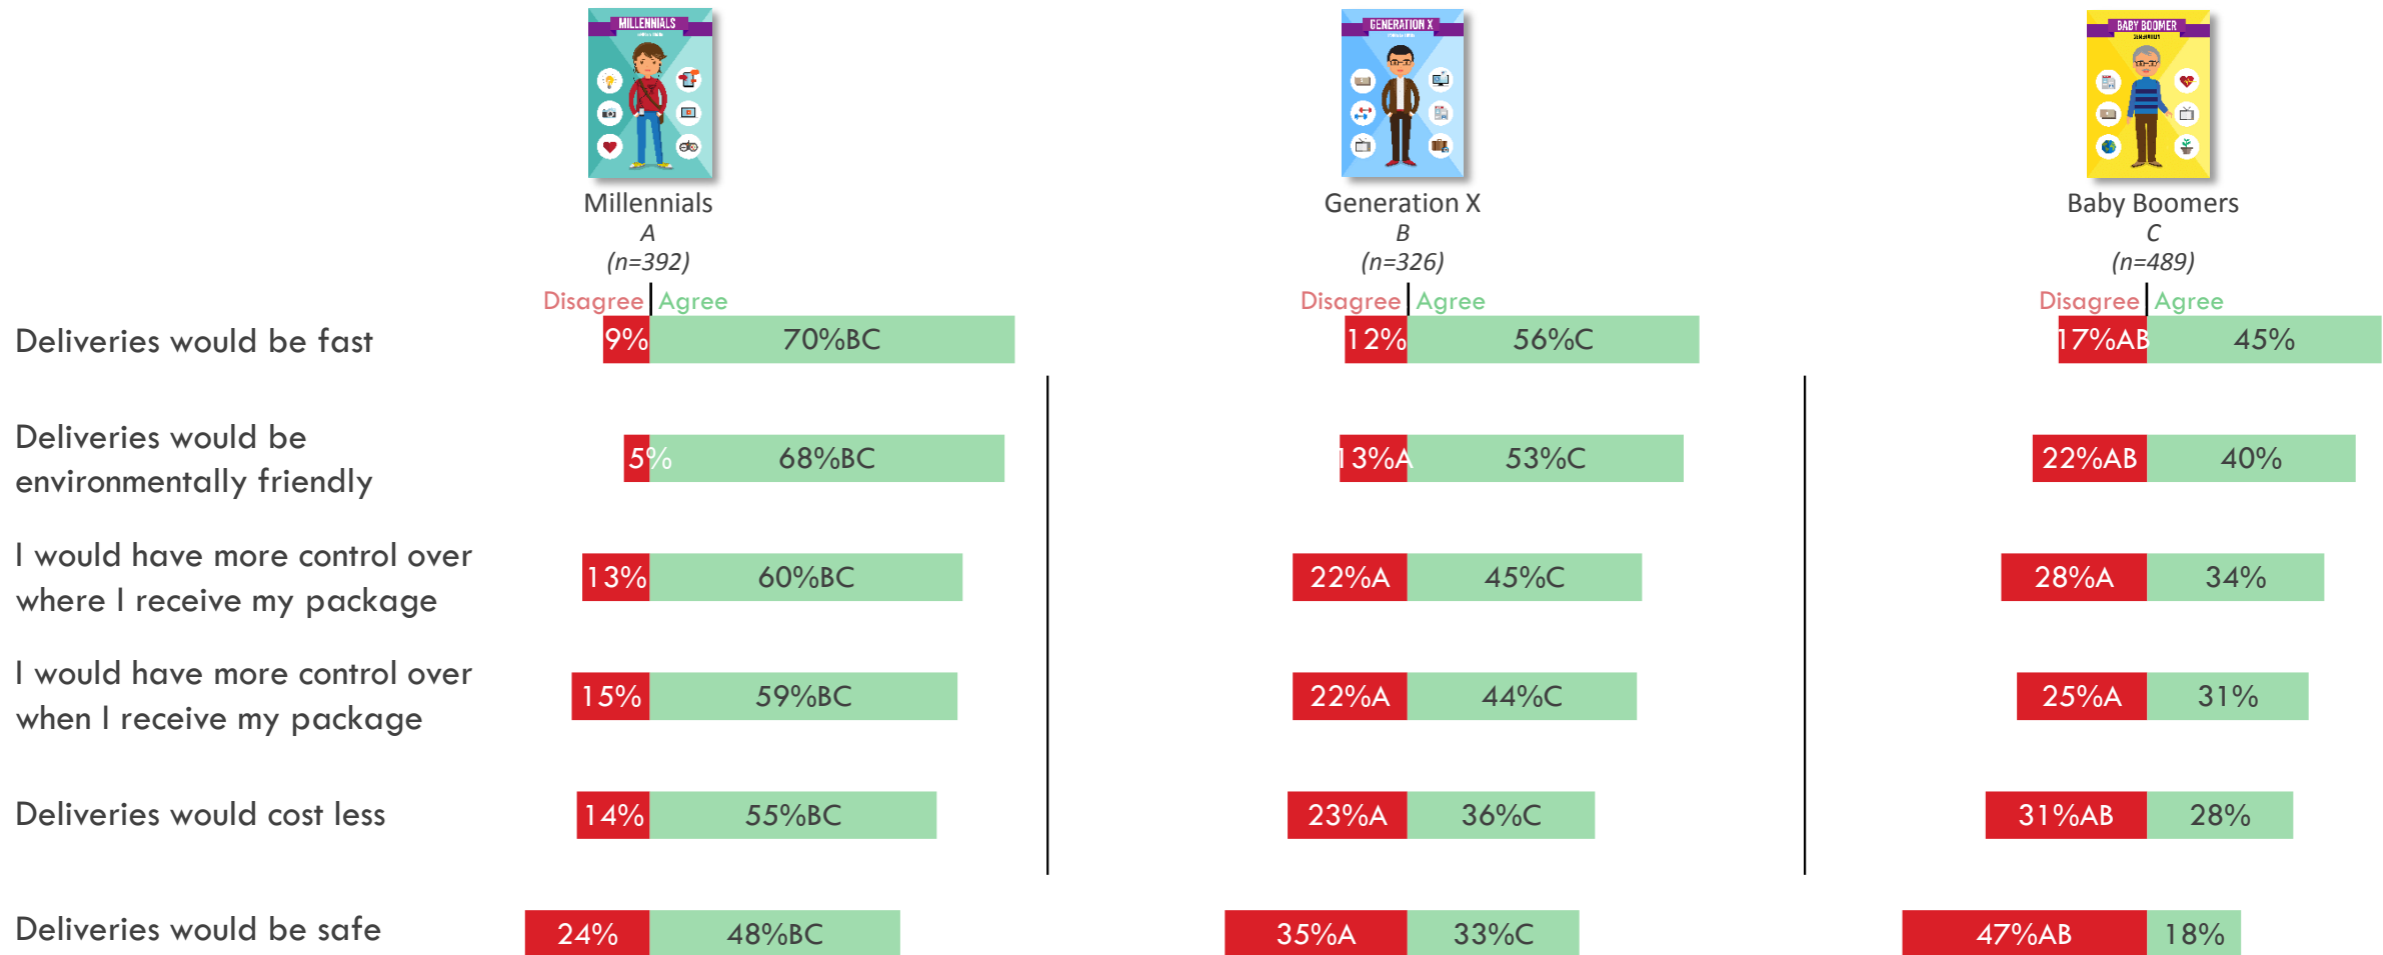 MILLENNIALS
GENERATION X
BABY BOOMER
Millennials
A
(n=392)
Generation X
B
(n=326)
Baby Boomers
C
(n=489)
Disagree Agree
Disagree Agree
Disagree Agree
Deliveries would be fast
9% 70%BC
12% 56%C
17%AB 45%
Deliveries would be
environmentally friendly
5% 68%BC
13%A 53%C
22%AB 40%
I would have more control over
where I receive my package
13% 60%BC
22%A 45%C
28%A 34%
I would have more control over
when I receive my package
15% 59%BC
22%A 44%C
25%A 31%
Deliveries would cost less
14% 55%BC
23%A 36%C
31%AB 28%
Deliveries would be safe
24% 48%BC
35%A 33%C
47%AB 18%